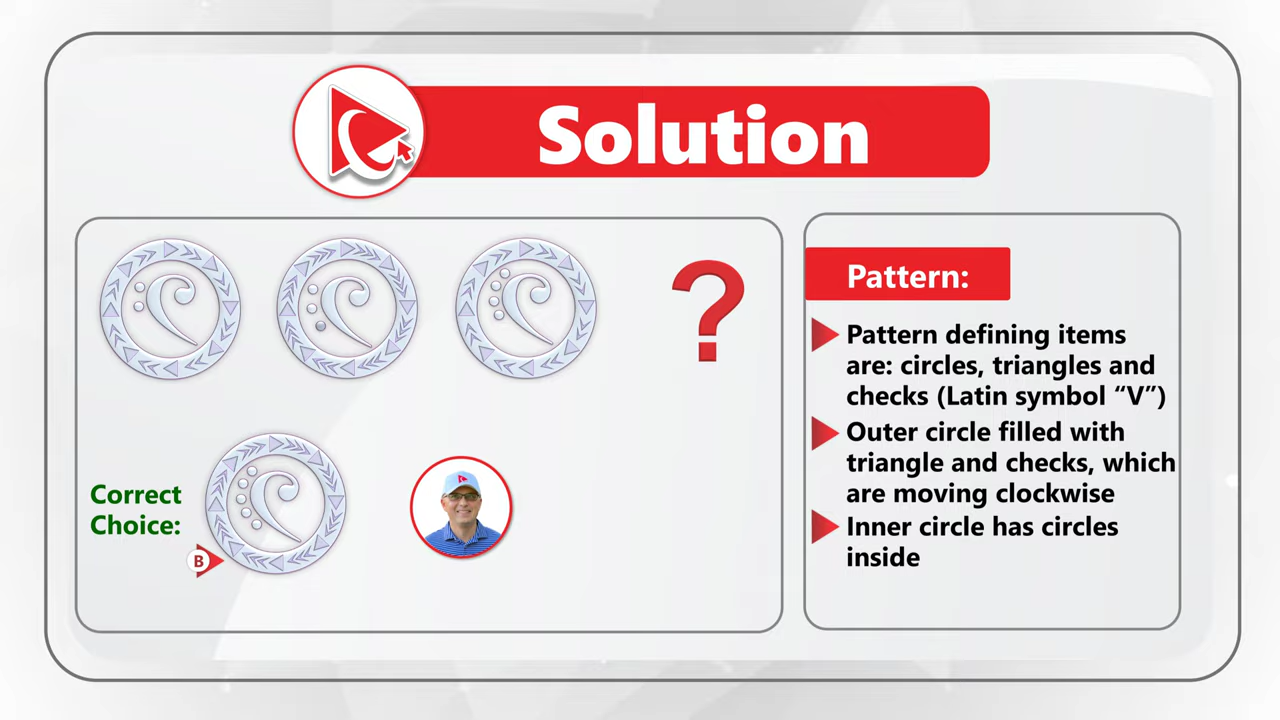 Solution
?
Pattern:
Pattern defining items
are: circles, triangles and
checks (Latin symbol “V”)
Outer circle filled with
triangle and checks, which
are moving clockwise
Inner circle has circles
inside
Correct
Choice:
B